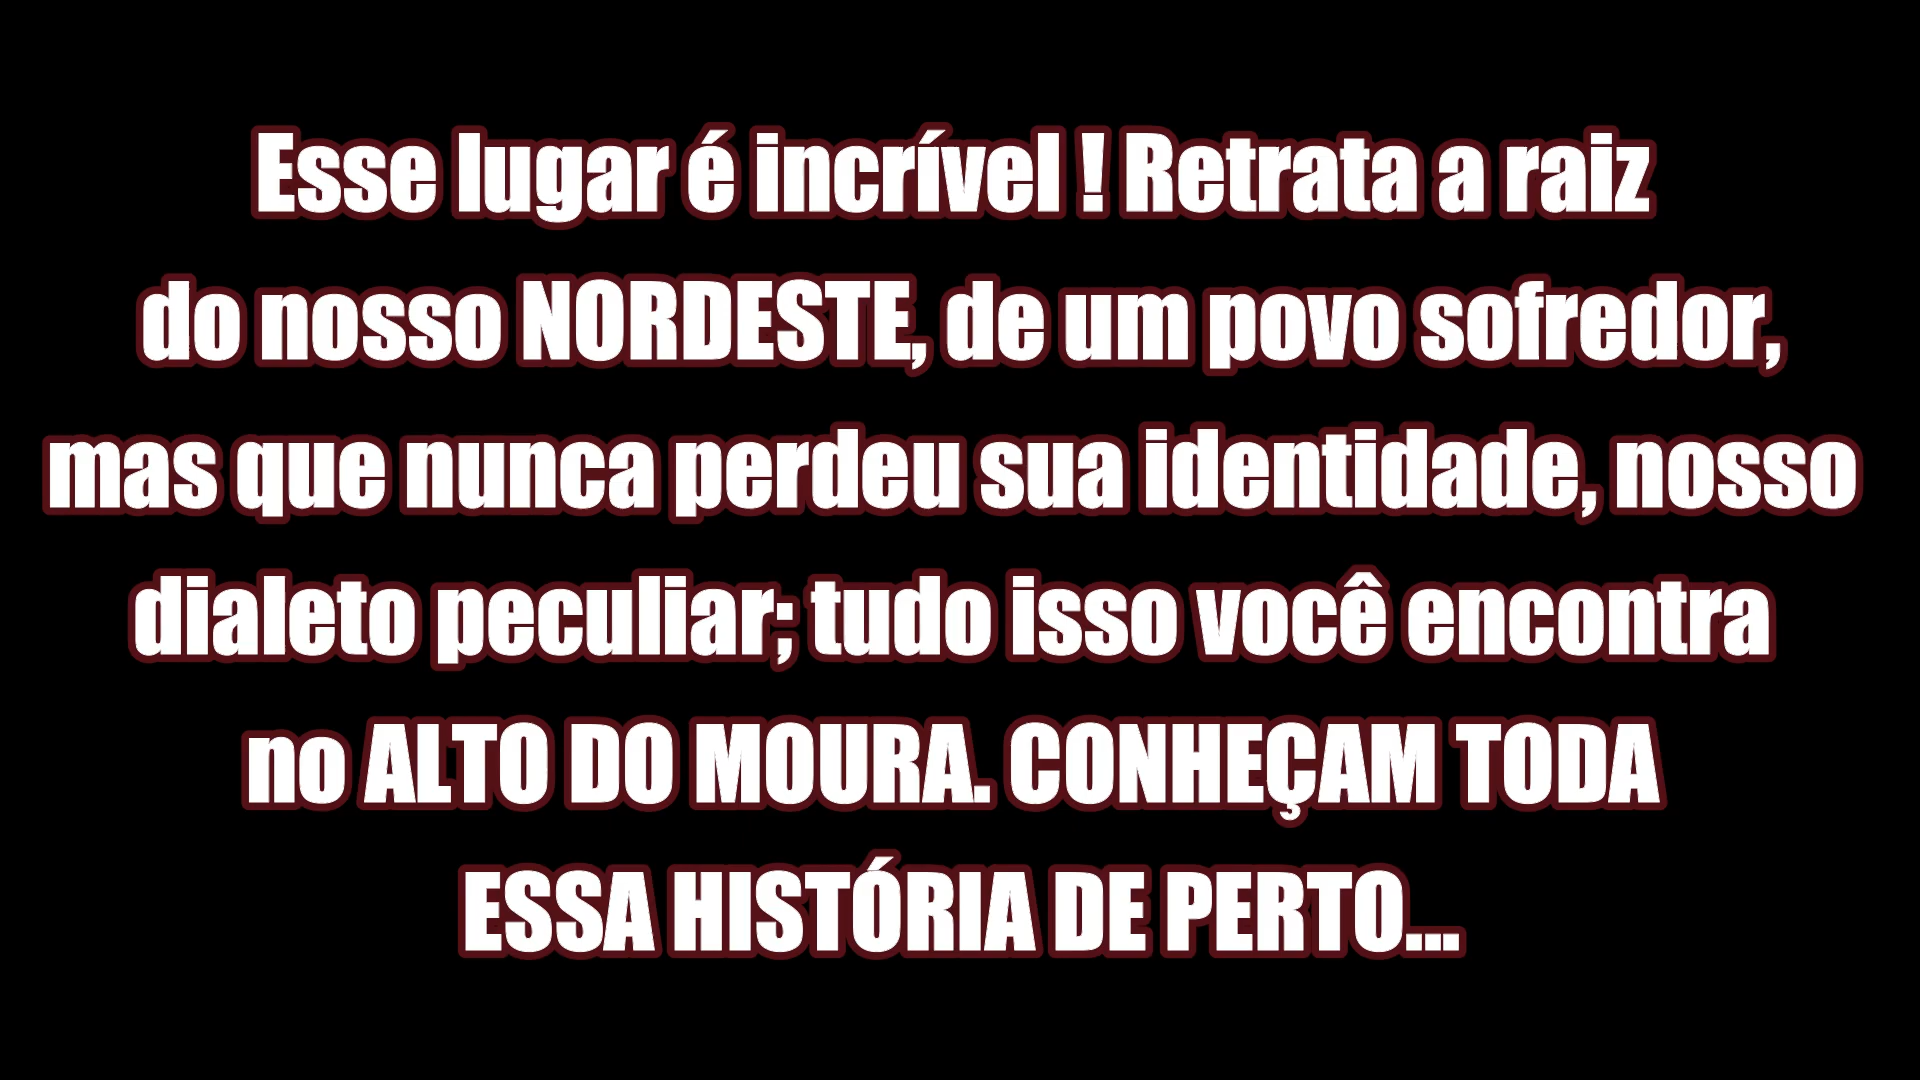 Esse lugar é incrível ! Retrata a raiz
do nosso NORDESTE, de um povo sofredor,
mas que nunca perdeu sua identidade, nosso
dialeto peculiar; tudo isso você encontra
no ALTO DO MOURA. CONHEÇAM TODA
ESSA HISTÓRIA DE PERTO...